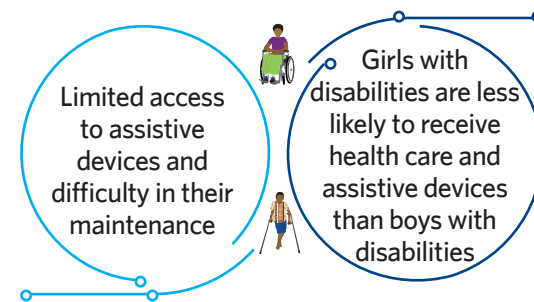 Limited access
to assistive
devices and
difficulty in their
maintenance
Girls with
disabilities are less
likely to receive
health care and
assistive devices
than boys with
disabilities